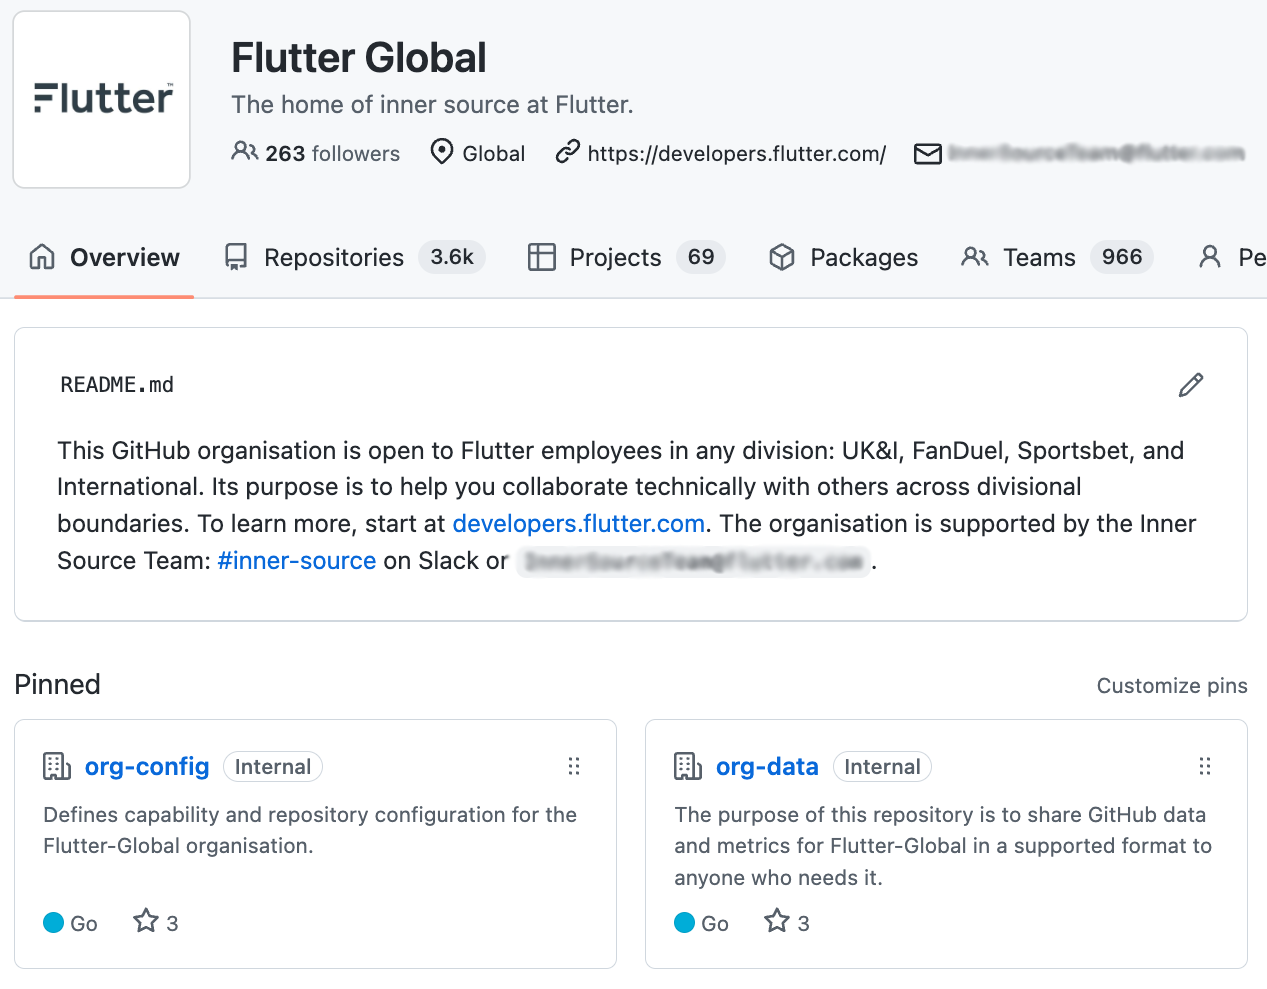 Flutter™
Flutter Global
The home of inner source at Flutter.
263 followers
Global
https://developers.flutter.com/
Overview
Repositories 3.6k
Projects 69
Packages
Teams 966
Pe
README.md
This GitHub organisation is open to Flutter employees in any division: UK&I, FanDuel, Sportsbet, and
International. Its purpose is to help you collaborate technically with others across divisional
boundaries. To learn more, start at developers.flutter.com. The organisation is supported by the Inner
Source Team: #inner-source on Slack or .
Pinned
Customize pins
org-config Internal
Defines capability and repository configuration for the
Flutter-Global organisation.
Go 3
org-data Internal
The purpose of this repository is to share GitHub data
and metrics for Flutter-Global in a supported format to
anyone who needs it.
Go 3